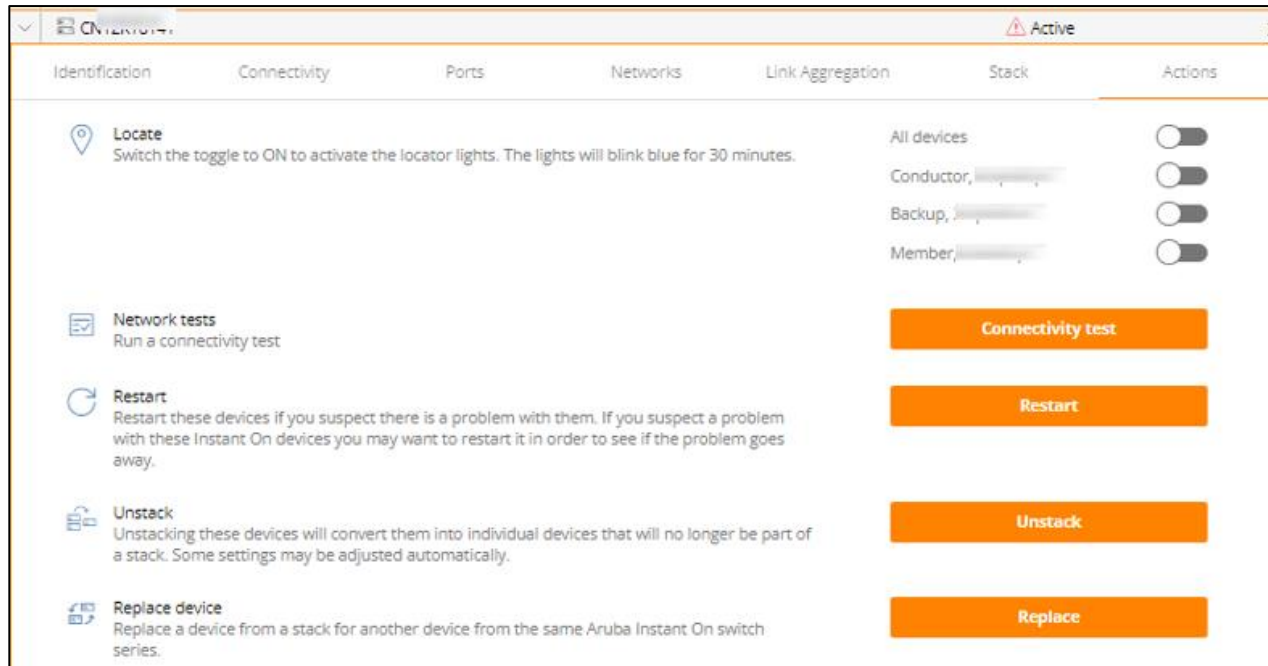 Active
Identification Connectivity Ports Networks Link Aggregation Stack Actions
Locate
Switch the toggle to ON to activate the locator lights. The lights will blink blue for 30 minutes.
All devices
Conductor,
Backup,
Member,
Network tests
Run a connectivity test
Connectivity test
Restart
Restart these devices if you suspect there is a problem with them. If you suspect a problem
with these Instant On devices you may want to restart it in order to see if the problem goes
away.
Restart
Unstack
Unstacking these devices will convert them into individual devices that will no longer be part of
a stack. Some settings may be adjusted automatically.
Unstack
Replace device
Replace a device from a stack for another device from the same Aruba Instant On switch
series.
Replace